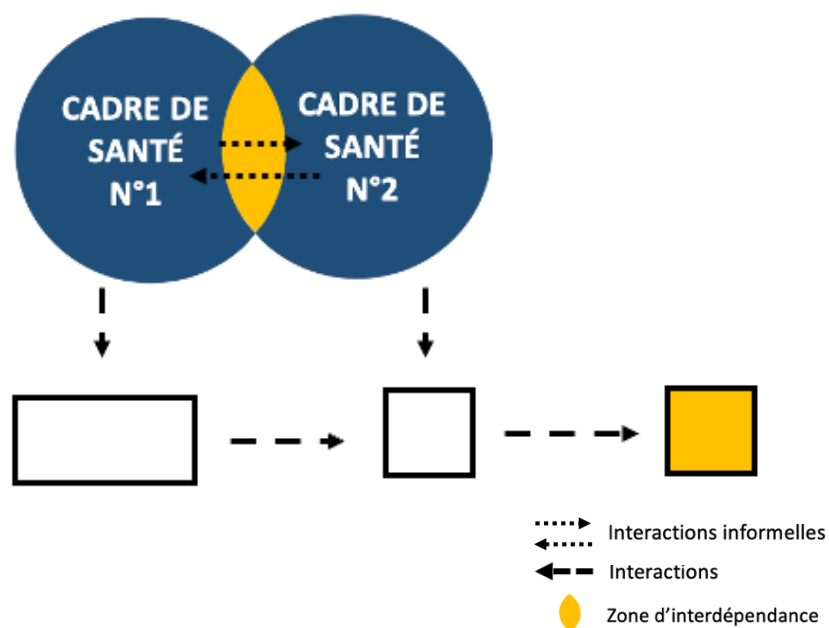 CADRE DE
SANTÉ
N°1
CADRE DE
SANTÉ
N°2
Interactions informelles
Interactions
Zone d'interdépendance